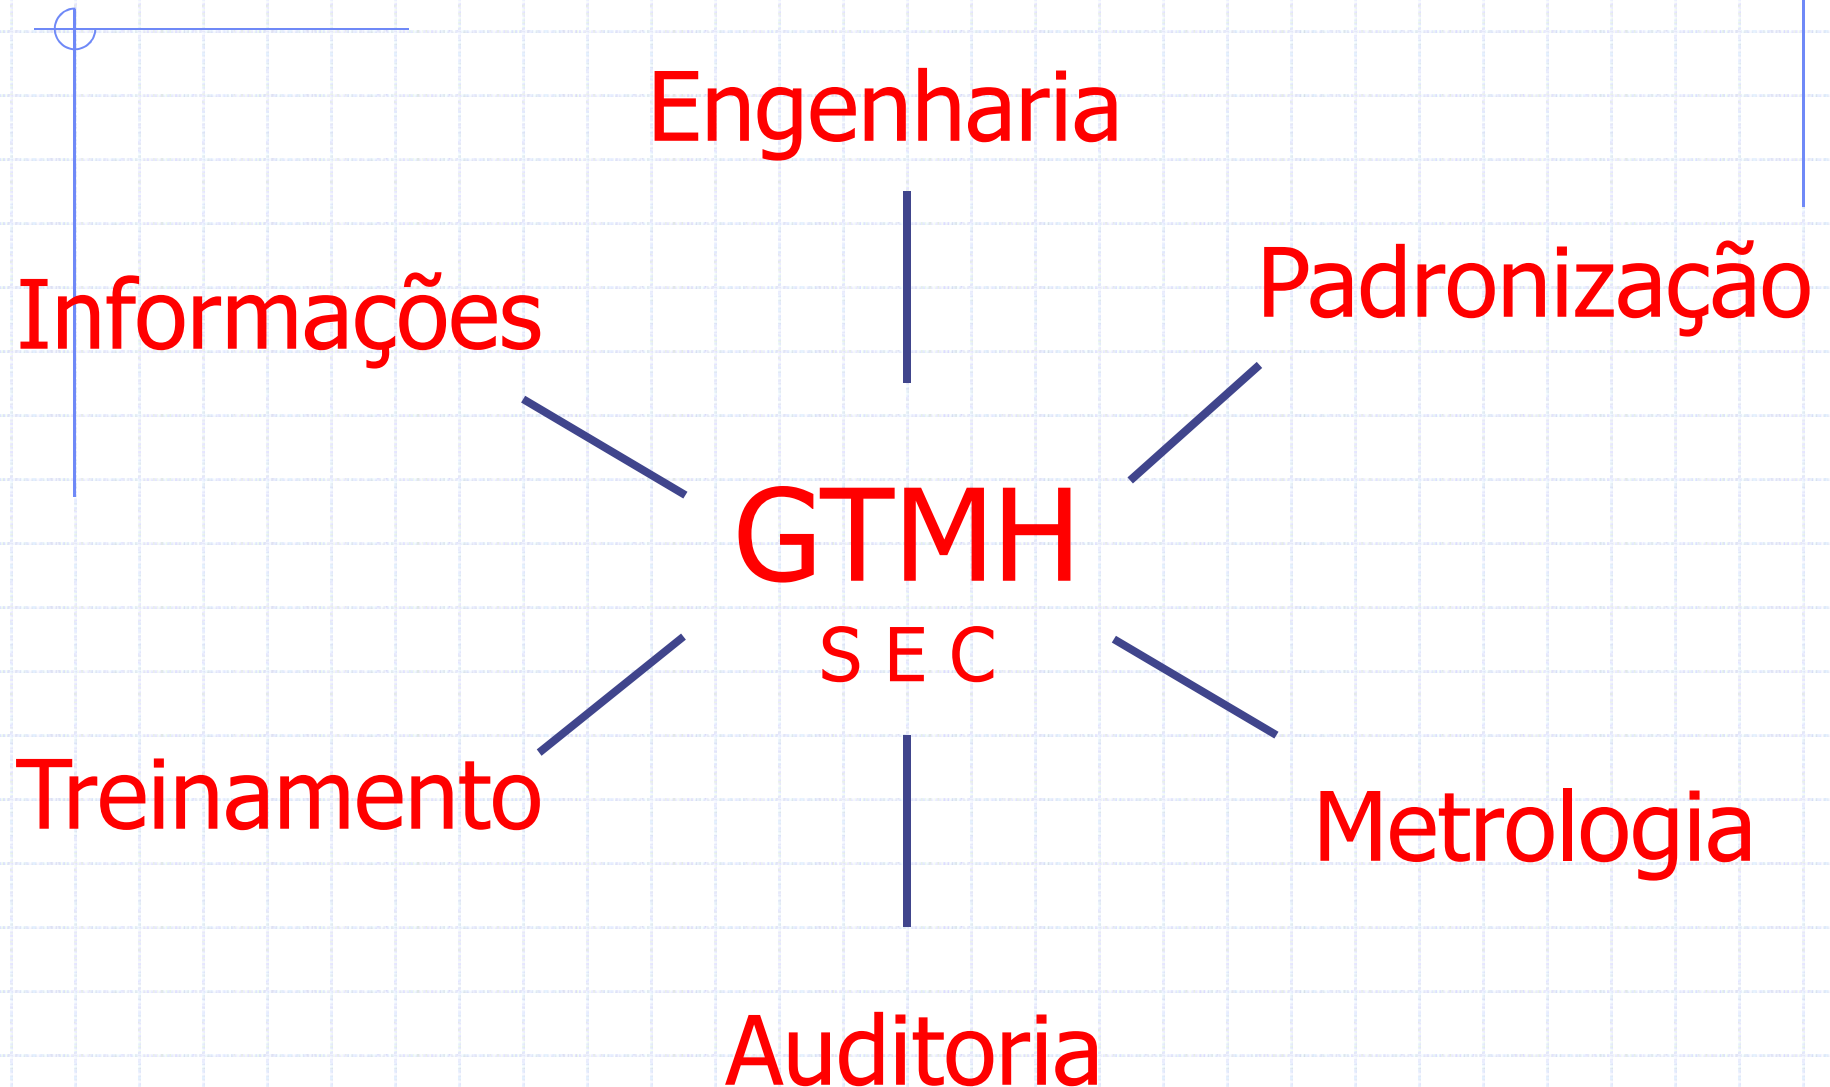 Engenharia
Padronização
Informações
GTMH
S E C
Treinamento
Metrologia
Auditoria